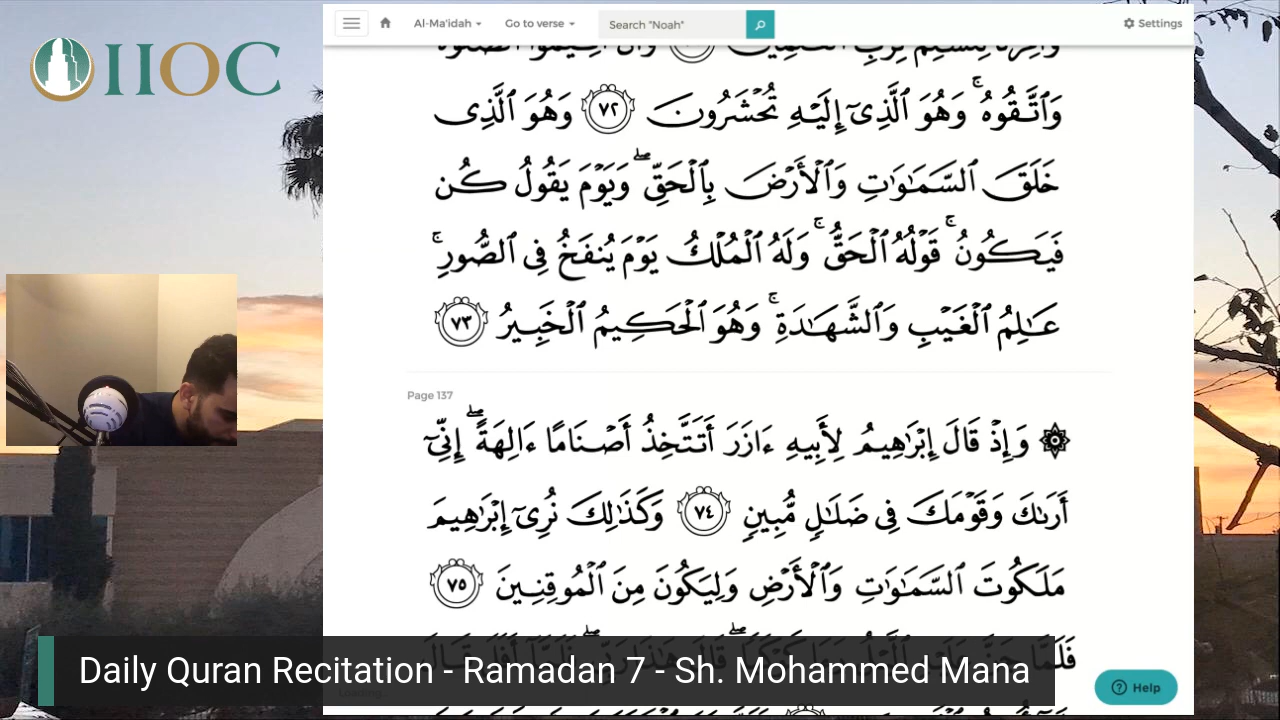 IIOC
Al-Ma'idah
Go to verse
Search "Noah"
Settings
وَٱتَّقُوهُ ۚ وَهُوَ ٱلَّذِىٓ إِلَيْهِ تُحْشَرُونَ ٧٢ وَهُوَ ٱلَّذِى
خَلَقَ ٱلسَّمَـٰوَٰتِ وَٱلْأَرْضَ بِٱلْحَقِّ ۖ وَيَوْمَ يَقُولُ كُن
فَيَكُونُ ۚ قَوْلُهُ ٱلْحَقُّ ۚ وَلَهُ ٱلْمُلْكُ يَوْمَ يُنفَخُ فِى ٱلصُّورِ ۚ
عَـٰلِمُ ٱلْغَيْبِ وَٱلشَّهَـٰدَةِ ۚ وَهُوَ ٱلْحَكِيمُ ٱلْخَبِيرُ ٧٣
Page 137
۞ وَإِذْ قَالَ إِبْرَٰهِيمُ لِأَبِيهِ ءَازَرَ أَتَتَّخِذُ أَصْنَامًا ءَالِهَةً ۖ إِنِّىٓ
أَرَىٰكَ وَقَوْمَكَ فِى ضَلَـٰلٍ مُّبِينٍ ٧٤ وَكَذَٰلِكَ نُرِىٓ إِبْرَٰهِيمَ
مَلَكُوتَ ٱلسَّمَـٰوَٰتِ وَٱلْأَرْضِ وَلِيَكُونَ مِنَ ٱلْمُوقِنِينَ ٧٥
Daily Quran Recitation - Ramadan 7 - Sh. Mohammed Mana
Help